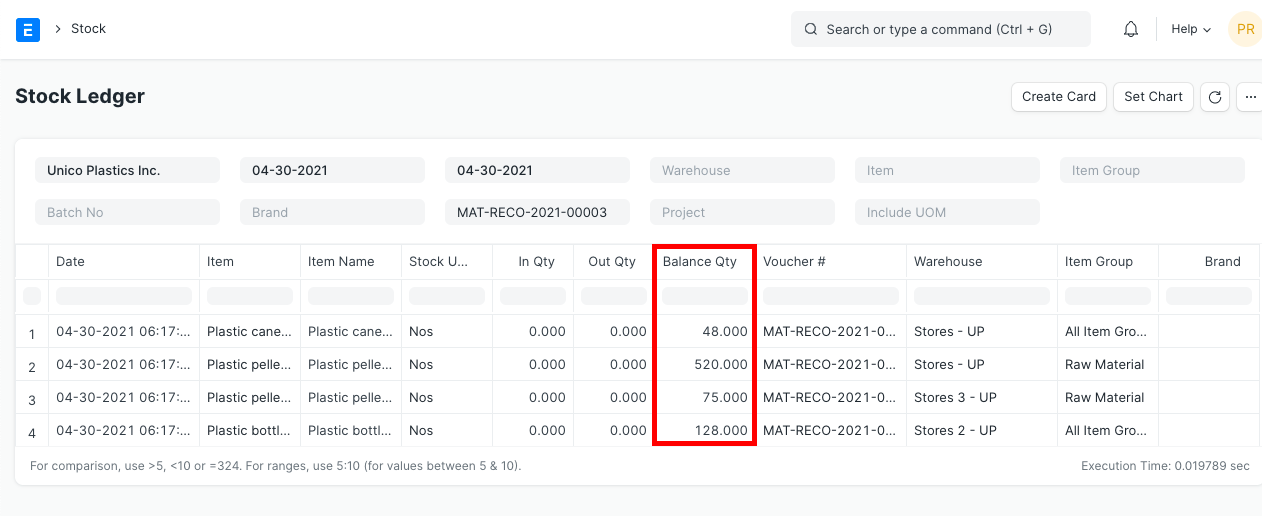 E > Stock Search or type a command (Ctrl + G) Help PR
Stock Ledger Create Card Set Chart ...
Unico Plastics Inc. 04-30-2021 04-30-2021 Warehouse Item Item Group
Batch No Brand MAT-RECO-2021-00003 Project Include UOM
Date Item Item Name Stock U... In Qty Out Qty Balance Qty Voucher # Warehouse Item Group Brand
1 04-30-2021 06:17:... Plastic cane... Plastic cane... Nos 0.000 0.000 48.000 MAT-RECO-2021-0... Stores - UP All Item Gro...
2 04-30-2021 06:17:... Plastic pelle... Plastic pelle... Nos 0.000 0.000 520.000 MAT-RECO-2021-0... Stores - UP Raw Material
3 04-30-2021 06:17:... Plastic pelle... Plastic pelle... Nos 0.000 0.000 75.000 MAT-RECO-2021-0... Stores 3 - UP Raw Material
4 04-30-2021 06:17:... Plastic bottl... Plastic bottl... Nos 0.000 0.000 128.000 MAT-RECO-2021-0... Stores 2 - UP All Item Gro...
For comparison, use >5, <10 or =324. For ranges, use 5:10 (for values between 5 & 10). Execution Time: 0.019789 sec